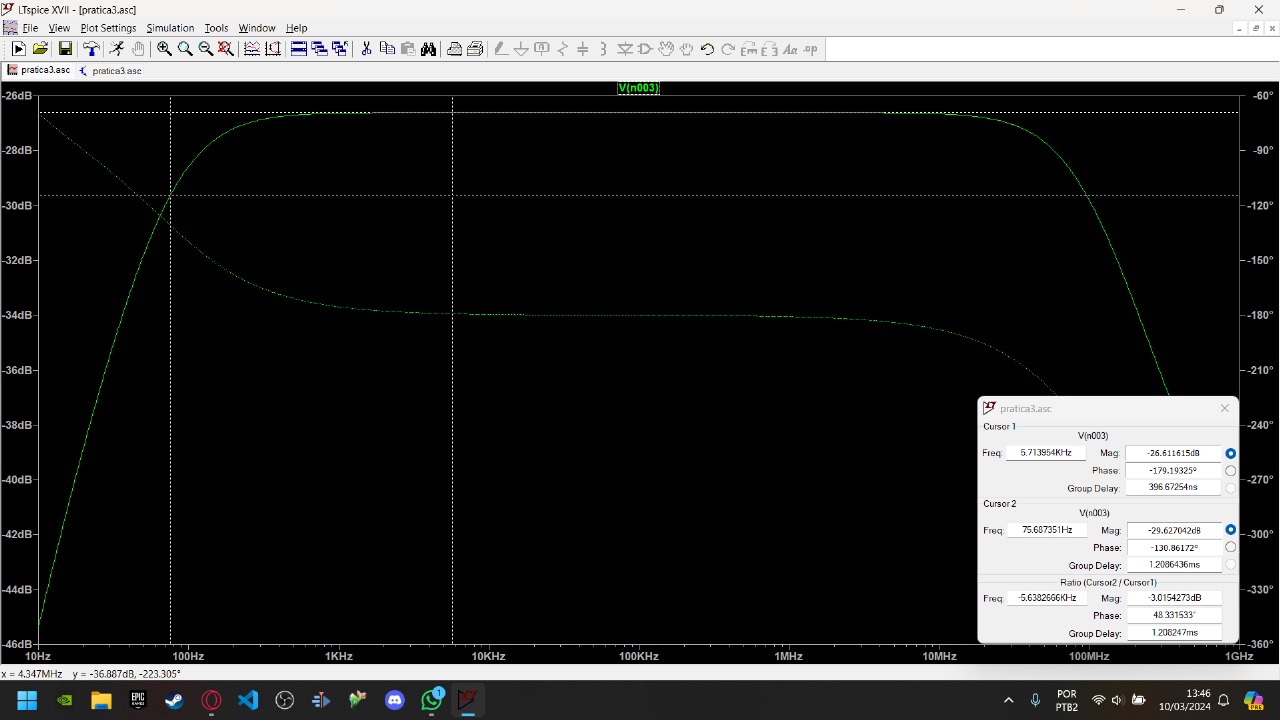 LTspice XVII - [pratica3.asc]
File View Plot Settings Simulation Tools Window Help
pratica3.asc pratica3.asc
V(n003)
-26dB -60°
-28dB -90°
-30dB -120°
-32dB -150°
-34dB -180°
-36dB -210°
-38dB -240°
-40dB -270°
-42dB -300°
-44dB -330°
-46dB -360°
10Hz 100Hz 1KHz 10KHz 100KHz 1MHz 10MHz 100MHz 1GHz
pratica3.asc
Cursor 1
V(n003)
Freq: 5.713954KHz Mag: -26.611615dB
Phase: -179.19325°
Group Delay: 396.67254ns
Cursor 2
V(n003)
Freq: 75.687351Hz Mag: -29.627042dB
Phase: -130.86172°
Group Delay: 1.2086436ms
Ratio (Cursor2 / Cursor1)
Freq: -5.6382666KHz Mag: -3.0154273dB
Phase: 48.331533°
Group Delay: 1.208247ms
x = 4.347MHz y = -36.887dB, -223.305°
EPIC GAMES
1
POR
PTB2
13:46
10/03/2024
PRE